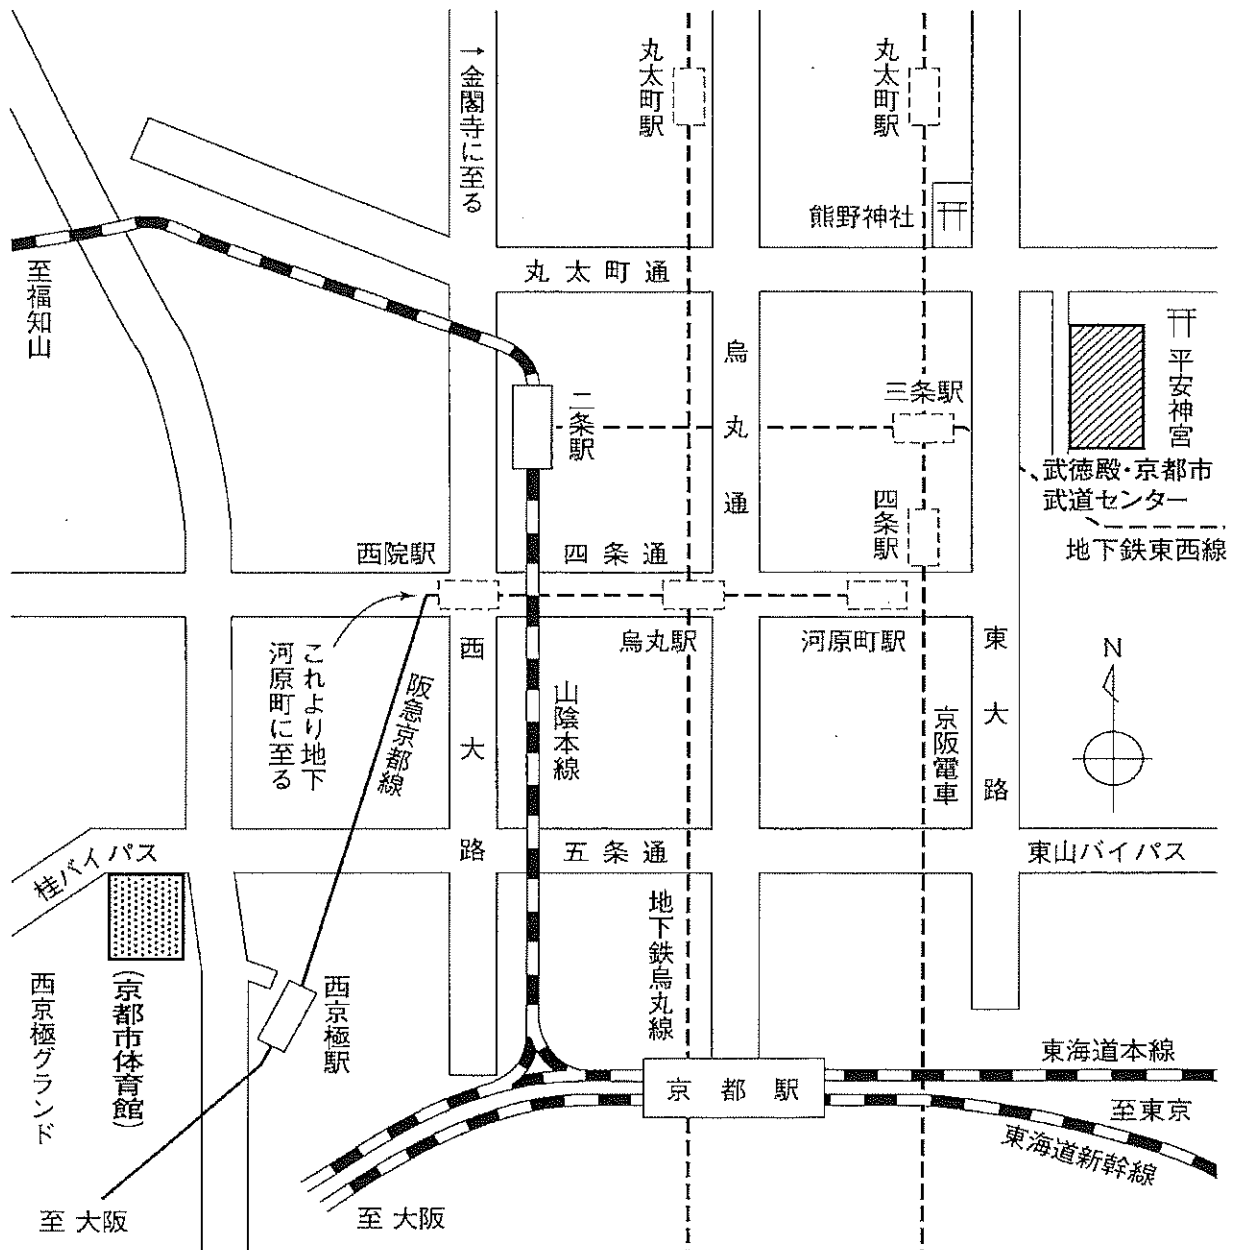 →金閣寺に至る
丸太町駅
丸太町駅
熊野神社
丸太町通
至福知山
烏丸通
平安神宮
二条駅
三条駅
武徳殿・京都市
武道センター
四条駅
地下鉄東西線
西院駅
四条通
烏丸駅
河原町駅
これより地下
河原町に至る
阪急京都線
西大路
山陰本線
京阪電車
東大路
N
桂バイパス
五条通
東山バイパス
地下鉄烏丸線
西京極グランド
(京都市体育館)
西京極駅
京都駅
東海道本線
至東京
東海道新幹線
至 大阪
至 大阪